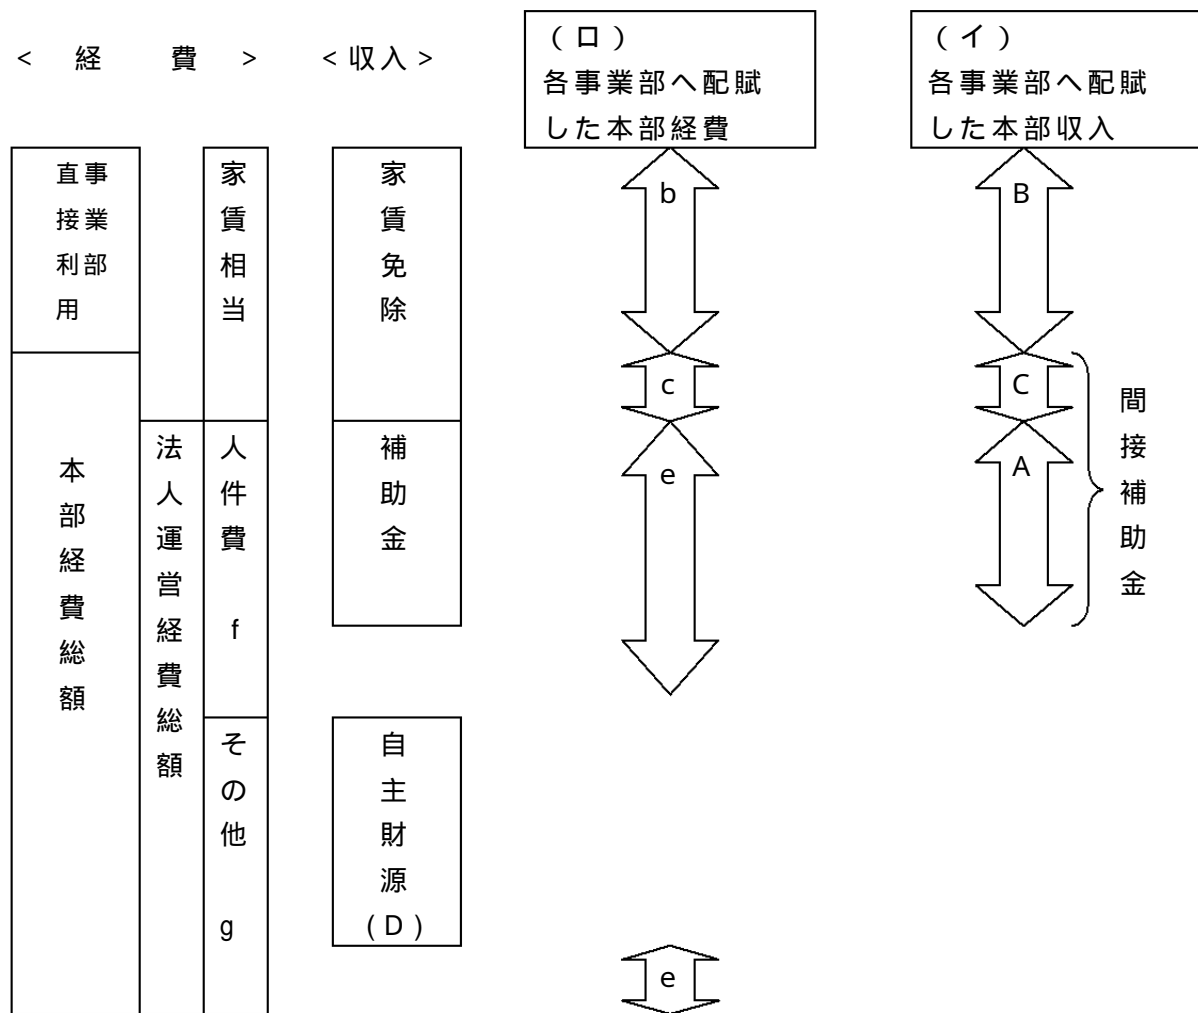 < 経 費 >
<収入>
(ロ)
各事業部へ配賦
した本部経費
(イ)
各事業部へ配賦
した本部収入
事業部
直接利用
家賃相当
家賃免除
b
B
c
C
本部経費総額
法人運営経費総額
人件費 f
補助金
e
A
間接補助金
その他 g
自主財源
(D)
e